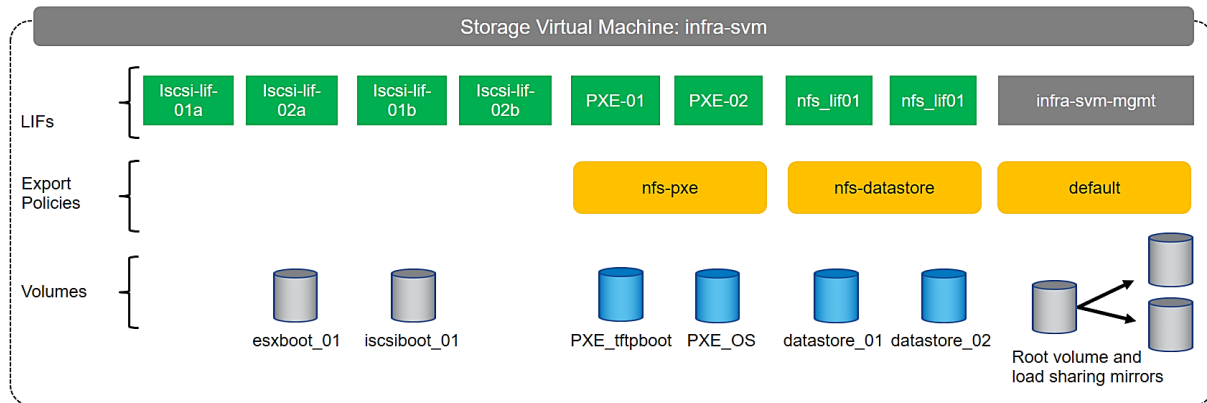 Storage Virtual Machine: infra-svm
LIFs
Iscsi-lif-
01a
Iscsi-lif-
02a
Iscsi-lif-
01b
Iscsi-lif-
02b
PXE-01
PXE-02
nfs_lif01
nfs_lif01
infra-svm-mgmt
Export
Policies
nfs-pxe
nfs-datastore
default
Volumes
esxboot_01
iscsiboot_01
PXE_tftpboot
PXE_OS
datastore_01
datastore_02
Root volume and
load sharing mirrors